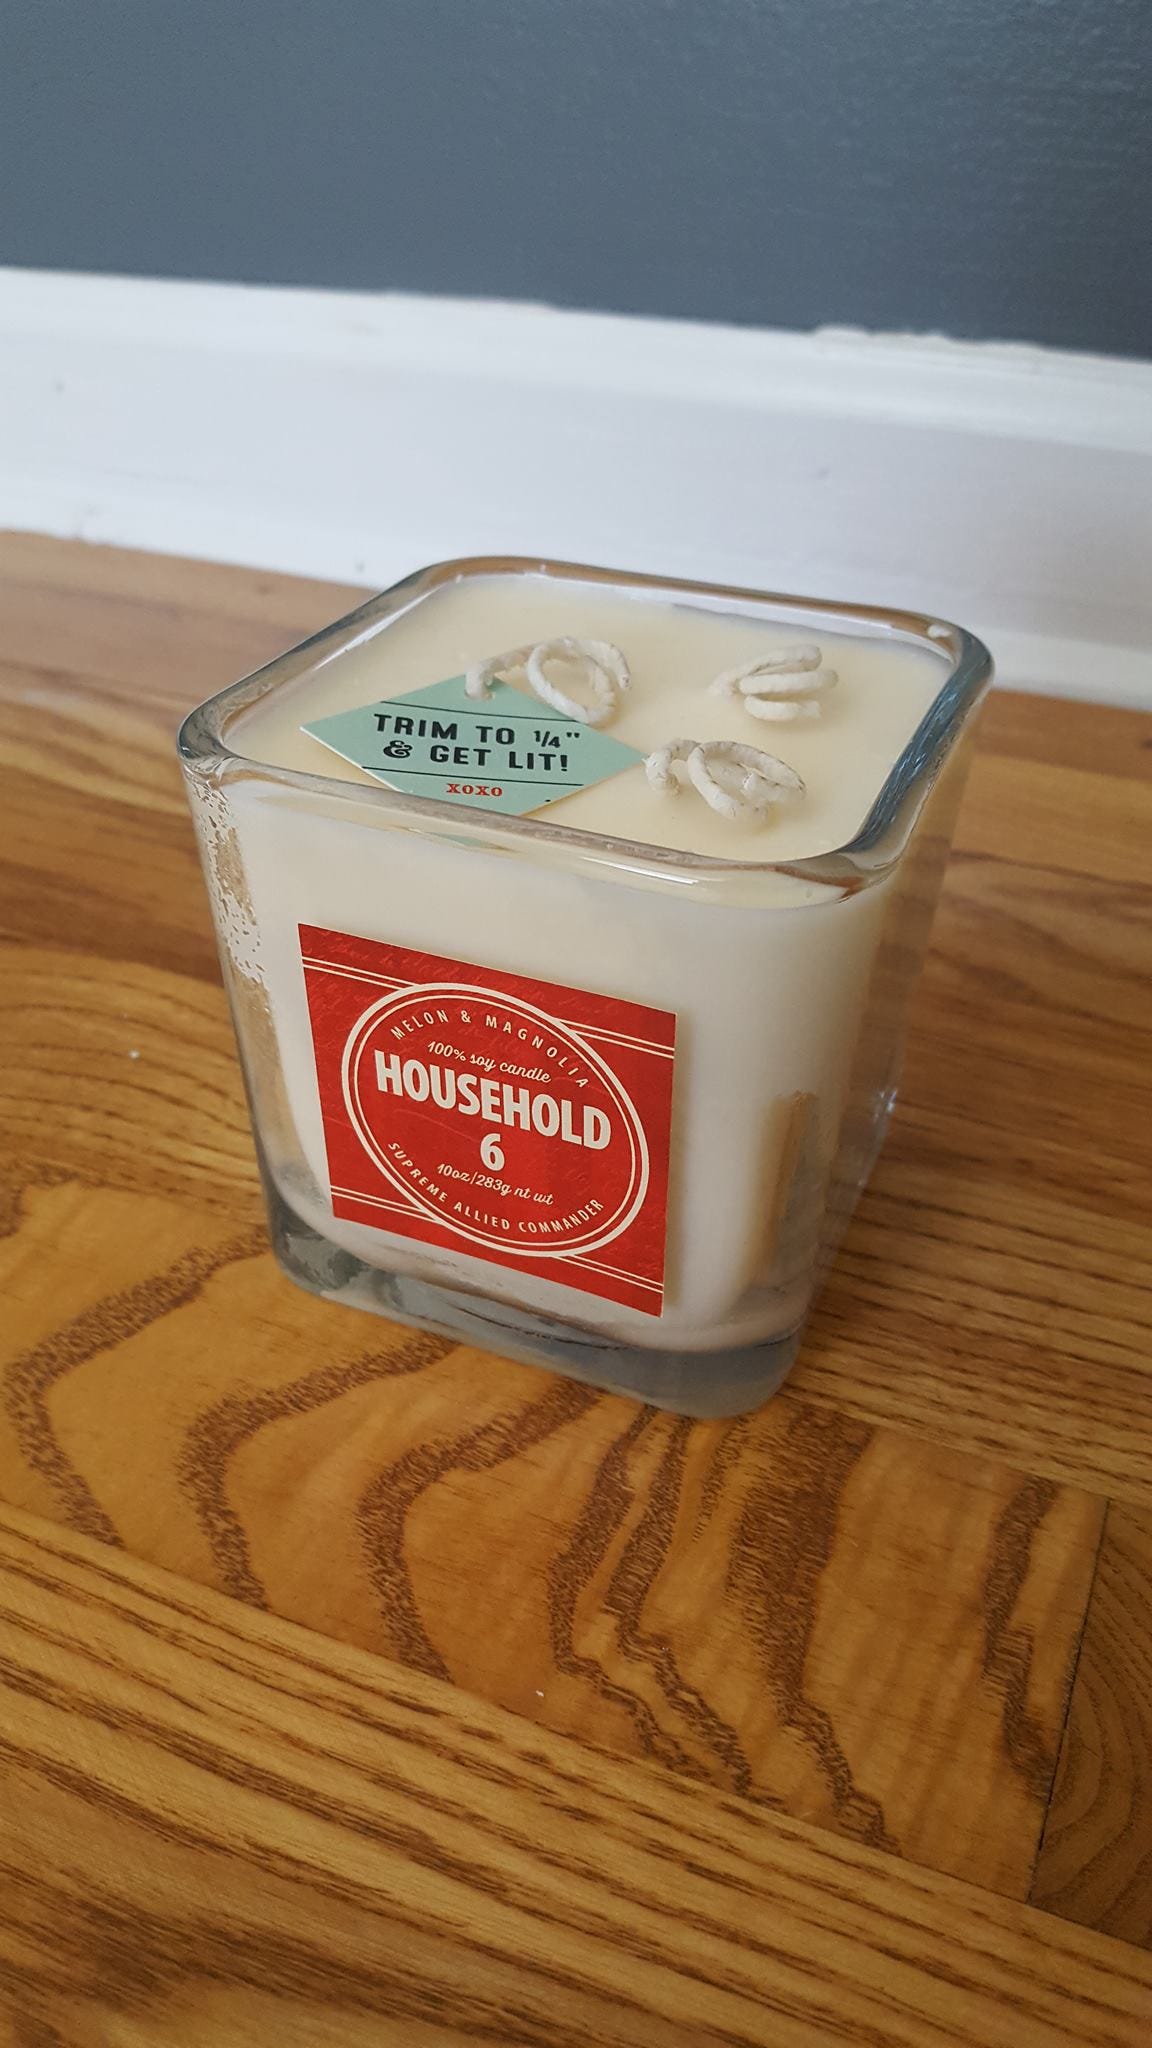 TRIM TO 1/4"
& GET LIT!
XOXO
MELON & MAGNOLIA
100% soy candle
HOUSEHOLD
6
10oz/283g nt wt
SUPREME ALLIED COMMANDER